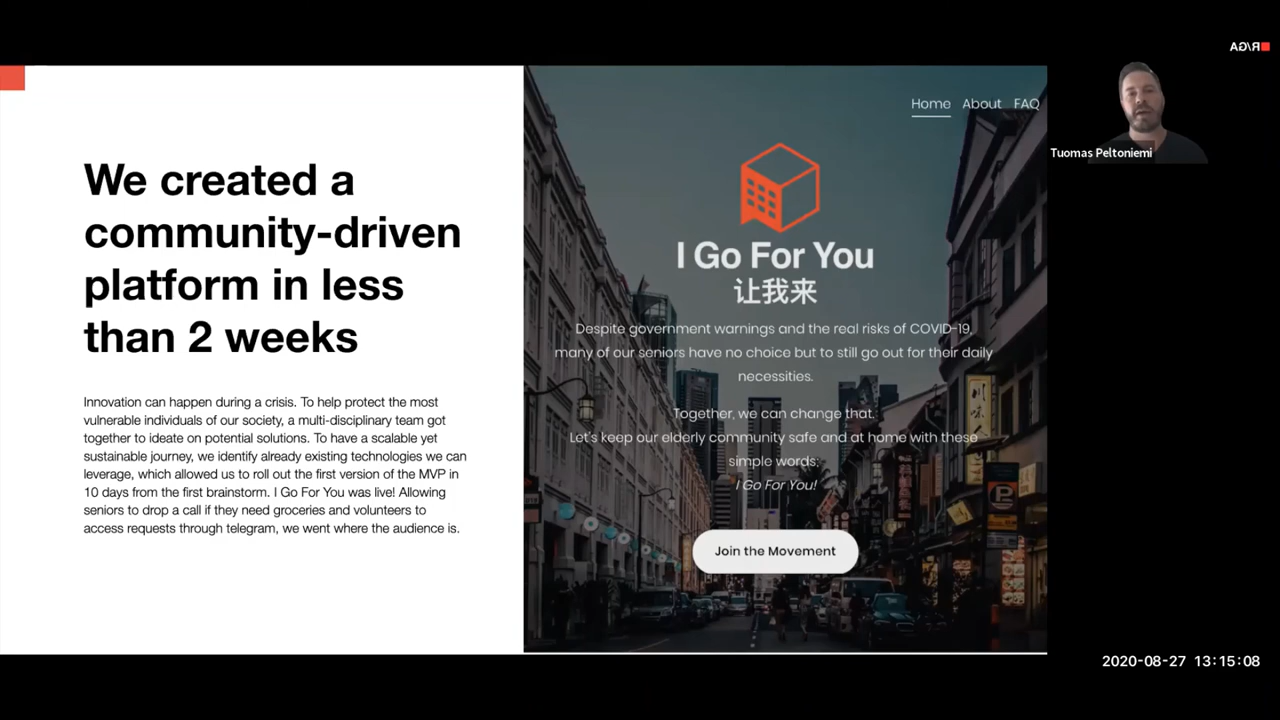 R\GA
We created a
community-driven
platform in less
than 2 weeks
Innovation can happen during a crisis. To help protect the most
vulnerable individuals of our society, a multi-disciplinary team got
together to ideate on potential solutions. To have a scalable yet
sustainable journey, we identify already existing technologies we can
leverage, which allowed us to roll out the first version of the MVP in
10 days from the first brainstorm. I Go For You was live! Allowing
seniors to drop a call if they need groceries and volunteers to
access requests through telegram, we went where the audience is.
Home About FAQ
I Go For You
让我来
Despite government warnings and the real risks of COVID-19,
many of our seniors have no choice but to still go out for their daily
necessities.
Together, we can change that.
Let's keep our elderly community safe and at home with these
simple words:
I Go For You!
Join the Movement
川味
P
Tuomas Peltoniemi
2020-08-27 13:15:08